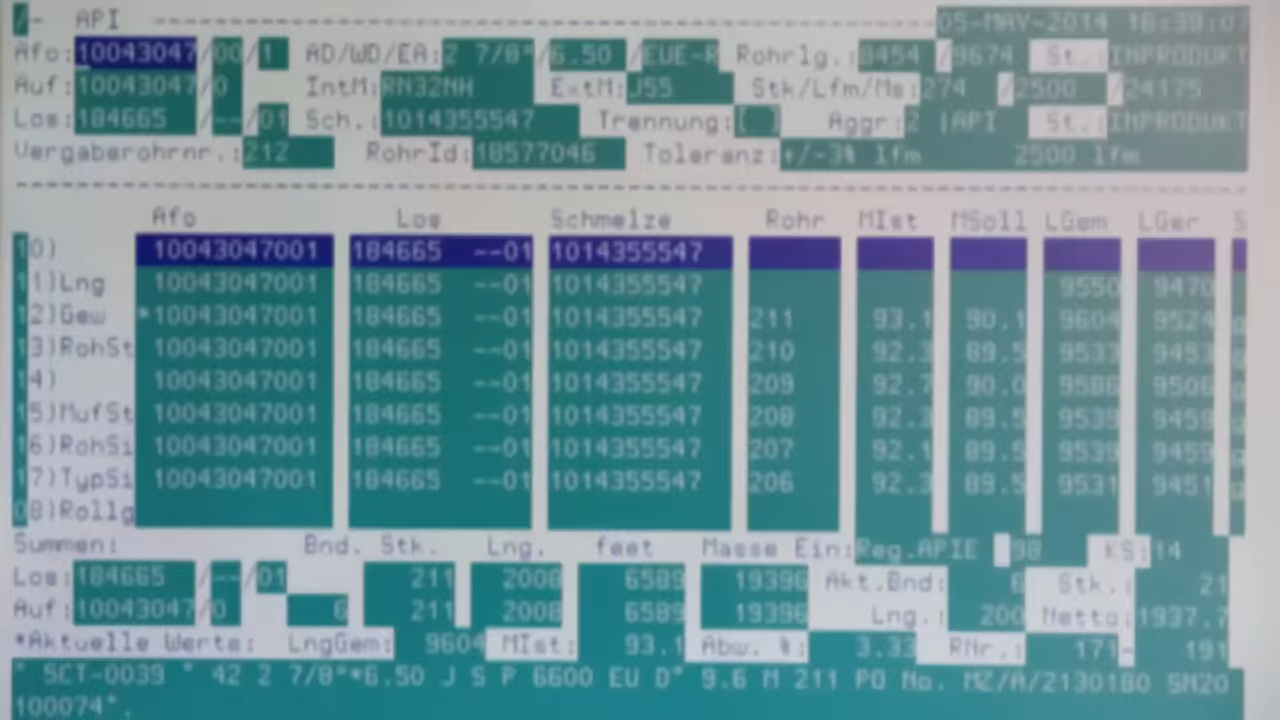 /- API 05-MAY-2014 16:39:07
Afo:10043047/00/1 AD/WD/EA:2 7/8"/6.50 /EUE-R Rohrlg.:8454 /9674 St.:INPRODUKT
Auf:10043047/0 IntM:RN32NH ExtM:J55 Stk/Lfm/Ms:274 /2500 /24175
Los:184665 /--/01 Sch.:1014355547 Trennung:[ ] Aggr:2 |API St.:INPRODUKT
Vergaberohrnr.:212 RohrId:18577046 Toleranz:+/-3% lfm 2500 lfm
Afo Los Schmelze Rohr MIst MSoll LGem LGer S
10) 10043047001 184665 --01 1014355547
11)Lng 10043047001 184665 --01 1014355547 9550 9470
12)Gew *10043047001 184665 --01 1014355547 211 93.1 90.1 9604 9524 g
13)RohSt 10043047001 184665 --01 1014355547 210 92.3 89.5 9533 9453
14) 10043047001 184665 --01 1014355547 209 92.7 90.0 9586 9506
15)MufSt 10043047001 184665 --01 1014355547 208 92.3 89.5 9539 9459
16)RohSi 10043047001 184665 --01 1014355547 207 92.1 89.5 9539 9459
17)TypSi 10043047001 184665 --01 1014355547 206 92.3 89.5 9531 9451
08)Rollg
Summen: Bnd. Stk. Lng. feet Masse Ein:Reg.APIE 98 KS:14
Los:184665 /--/01 211 2008 6589 19396 Akt.Bnd: 6 Stk.: 21
Auf:10043047/0 6 211 2008 6589 19396 Lng.: 200 Netto:1937.7
*Aktuelle Werte: LngGem: 9604 MIst: 93.1 Abw. %: 3.33 RNr.: 171- 191
" 5CT-0039 " 42 2 7/8"*6.50 J S P 6600 EU D" 9.6 M 211 PO No. MZ/A/2130180 SN20
100074".